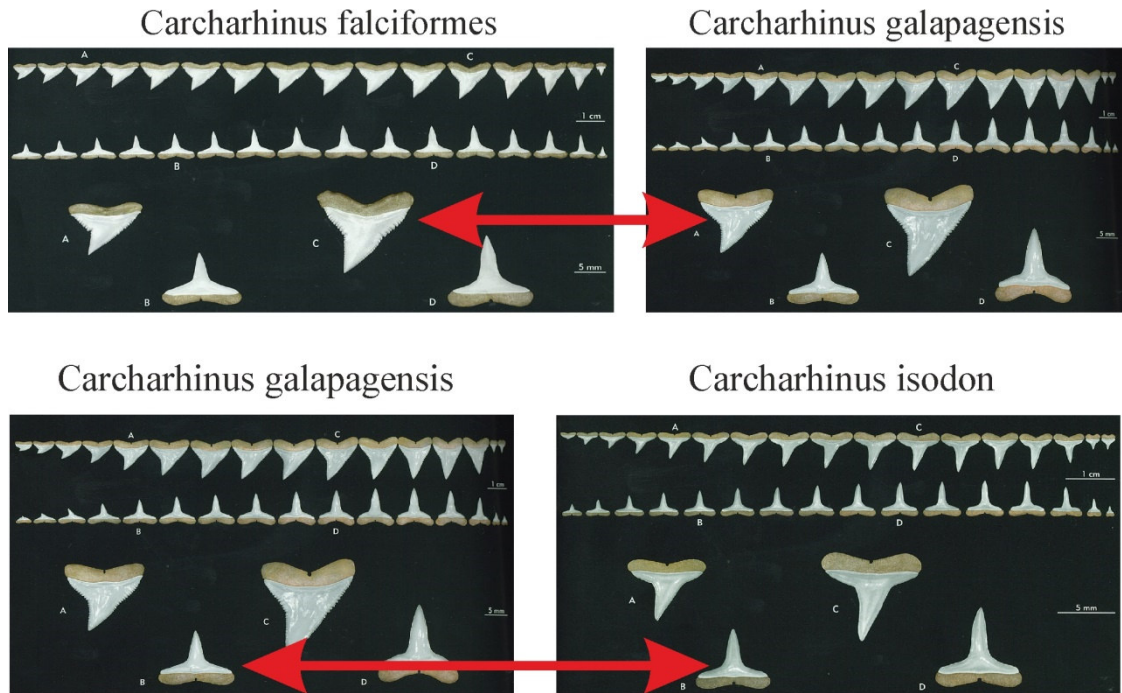 Carcharhinus falciformes
A C
1 cm
B D
A C
5 mm
B D
Carcharhinus galapagensis
A C
1 cm
B D
A C
5 mm
B D
Carcharhinus galapagensis
A C
1 cm
B D
A C
5 mm
B D
Carcharhinus isodon
A C
1 cm
B D
A C
5 mm
B D